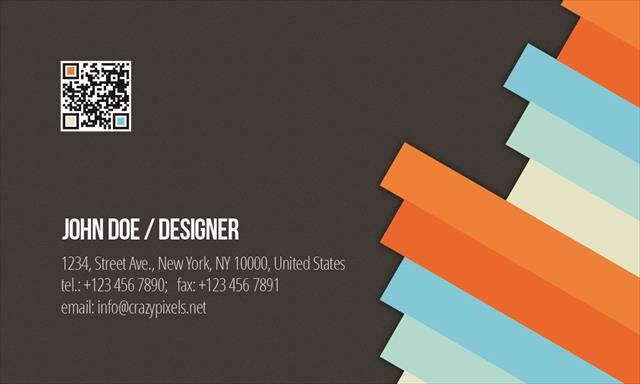 JOHN DOE / DESIGNER
1234, Street Ave., New York, NY 10000, United States
tel.: +123 456 7890;  fax: +123 456 7891
email: info@crazypixels.net